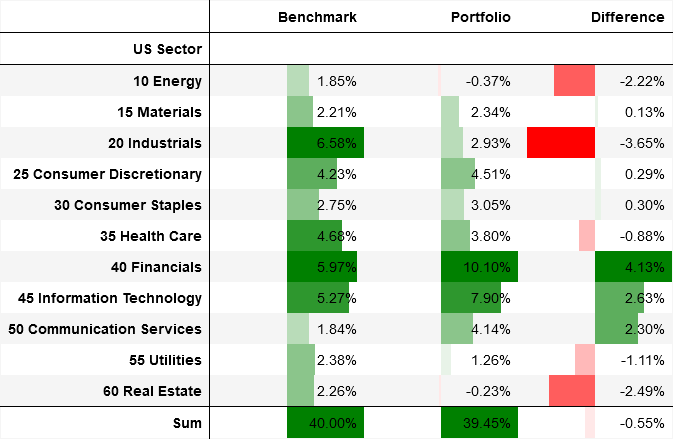 Benchmark Portfolio Difference
US Sector
10 Energy 1.85% -0.37% -2.22%
15 Materials 2.21% 2.34% 0.13%
20 Industrials 6.58% 2.93% -3.65%
25 Consumer Discretionary 4.23% 4.51% 0.29%
30 Consumer Staples 2.75% 3.05% 0.30%
35 Health Care 4.68% 3.80% -0.88%
40 Financials 5.97% 10.10% 4.13%
45 Information Technology 5.27% 7.90% 2.63%
50 Communication Services 1.84% 4.14% 2.30%
55 Utilities 2.38% 1.26% -1.11%
60 Real Estate 2.26% -0.23% -2.49%
Sum 40.00% 39.45% -0.55%